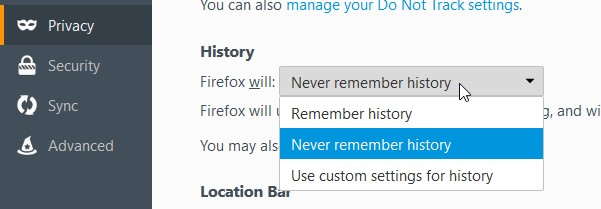 You can also manage your Do Not Track settings.
Privacy
History
Security
Firefox will: Never remember history
Remember history
Sync
Firefox will g, and wi
Never remember history
Advanced
You may als
Use custom settings for history
Location Bar